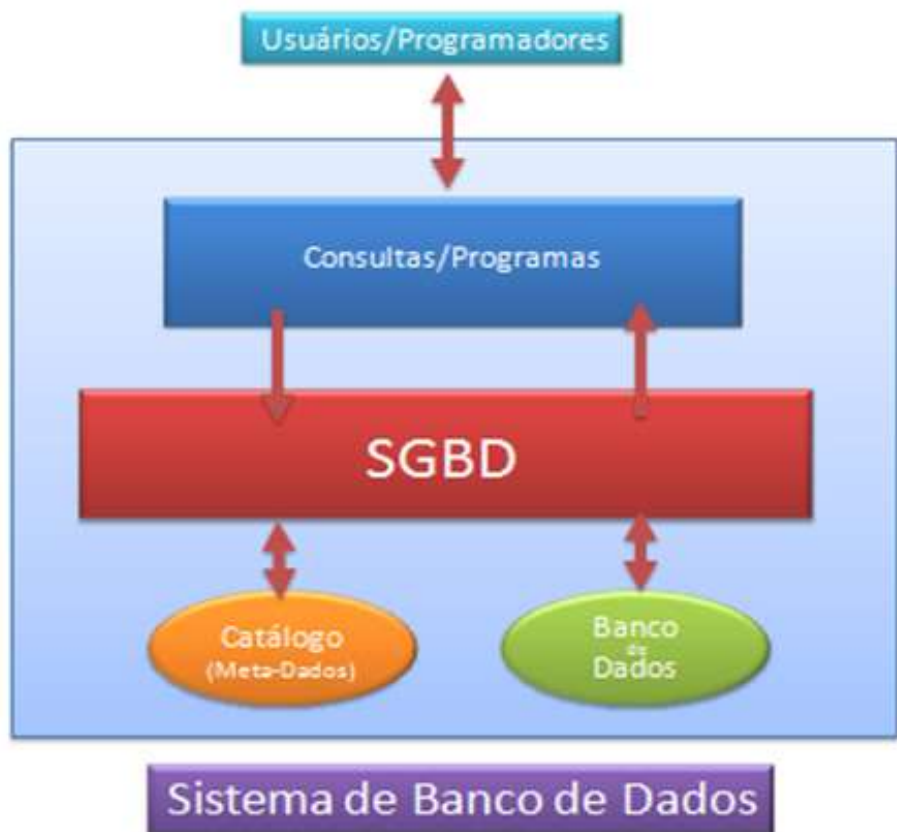 Usuários/Programadores
Consultas/Programas
SGBD
Catálogo
(Meta-Dados)
Banco
de
Dados
Sistema de Banco de Dados